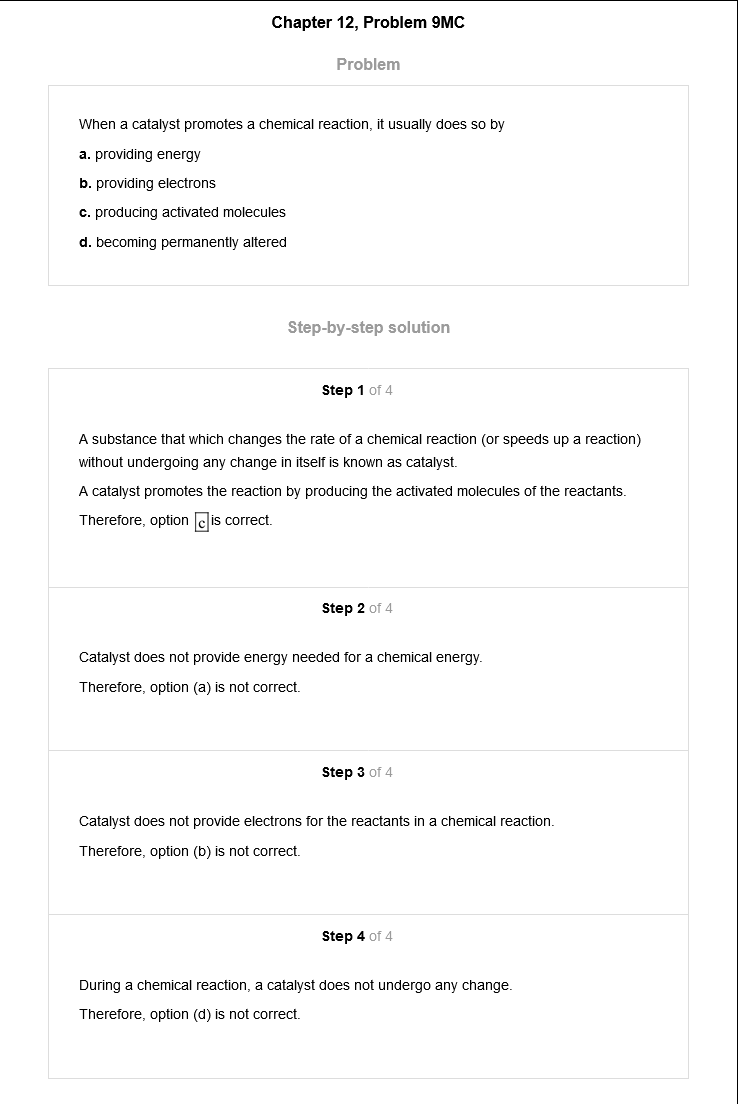 Chapter 12, Problem 9MC
Problem
When a catalyst promotes a chemical reaction, it usually does so by
a. providing energy
b. providing electrons
c. producing activated molecules
d. becoming permanently altered
Step-by-step solution
Step 1 of 4
A substance that which changes the rate of a chemical reaction (or speeds up a reaction)
without undergoing any change in itself is known as catalyst.
A catalyst promotes the reaction by producing the activated molecules of the reactants.
Therefore, option c is correct.
Step 2 of 4
Catalyst does not provide energy needed for a chemical energy.
Therefore, option (a) is not correct.
Step 3 of 4
Catalyst does not provide electrons for the reactants in a chemical reaction.
Therefore, option (b) is not correct.
Step 4 of 4
During a chemical reaction, a catalyst does not undergo any change.
Therefore, option (d) is not correct.